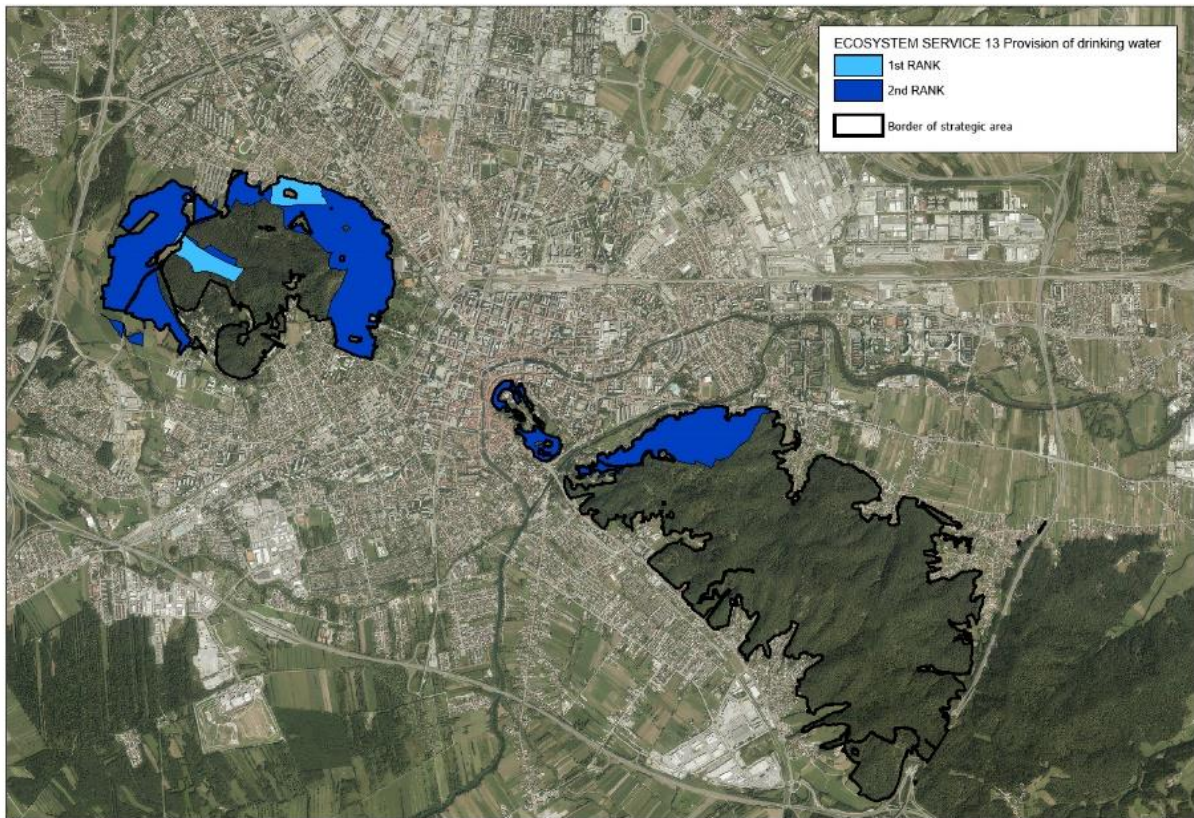 ECOSYSTEM SERVICE 13 Provision of drinking water
1st RANK
2nd RANK
Border of strategic area